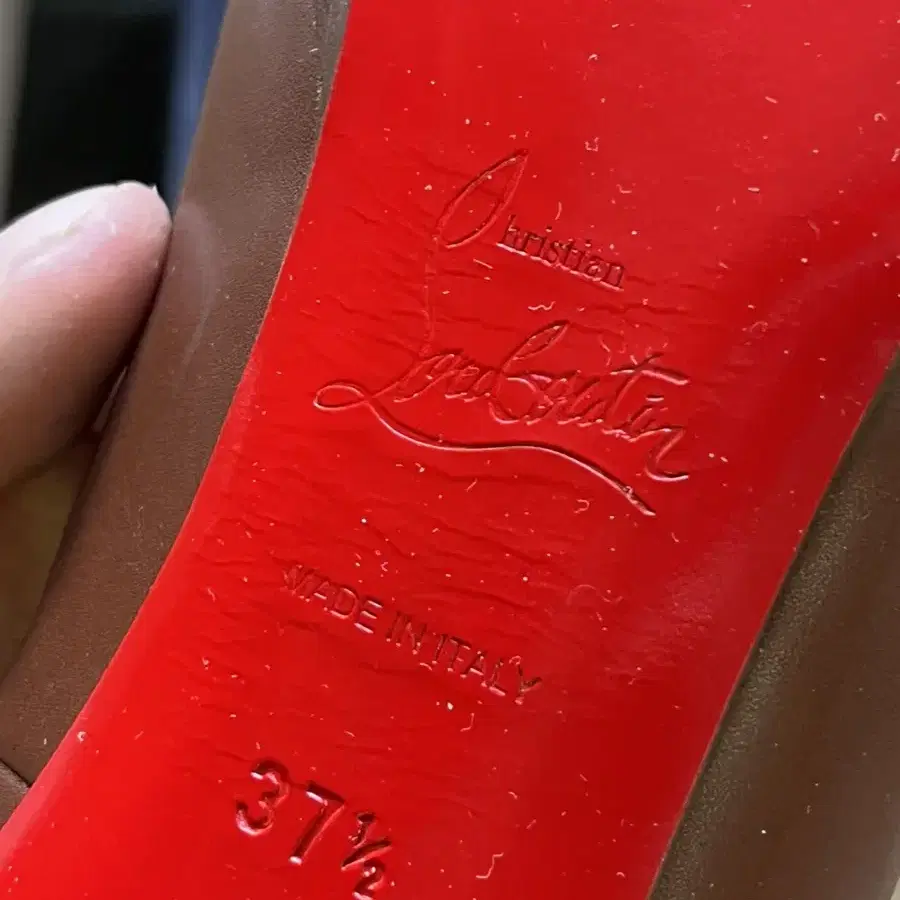 Christian
Louboutin
MADE IN ITALY
37½